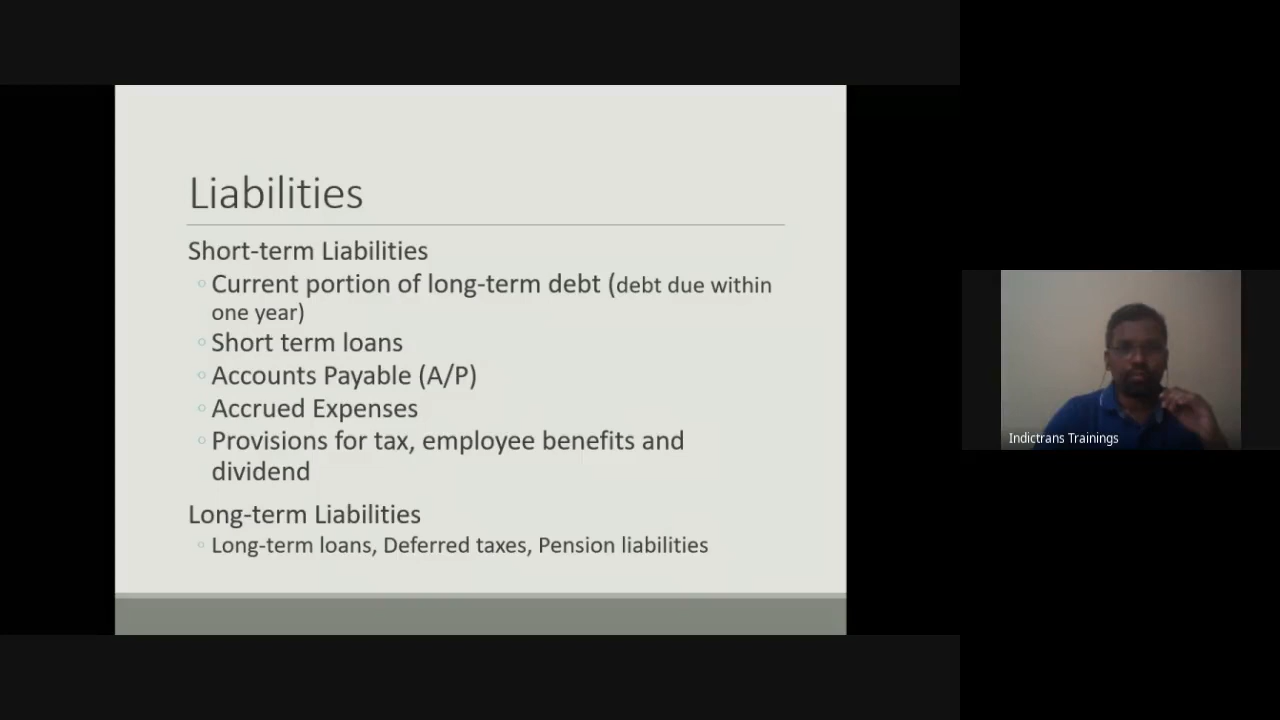 Liabilities
Short-term Liabilities
Current portion of long-term debt (debt due within
one year)
Short term loans
Accounts Payable (A/P)
Accrued Expenses
Provisions for tax, employee benefits and
dividend
Long-term Liabilities
Long-term loans, Deferred taxes, Pension liabilities
Indictrans Trainings